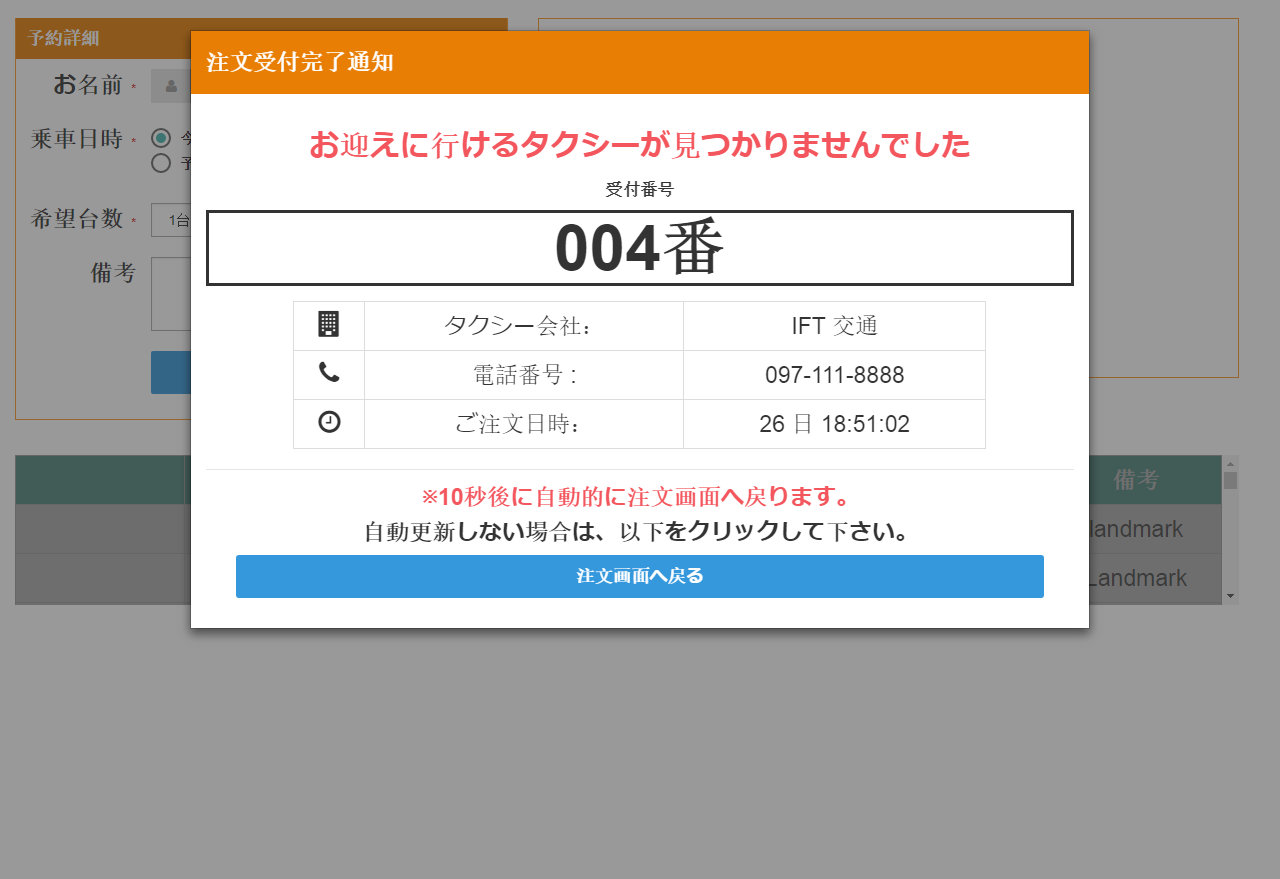 予約詳細
注文受付完了通知
お名前 *
お迎えに行けるタクシーが見つかりませんでした
乗車日時 *
受付番号
希望台数 *
1台
004番
備考
タクシー会社: IFT 交通
電話番号 : 097-111-8888
ご注文日時: 26 日 18:51:02
備考
※10秒後に自動的に注文画面へ戻ります。
自動更新しない場合は、以下をクリックして下さい。
landmark
注文画面へ戻る
Landmark